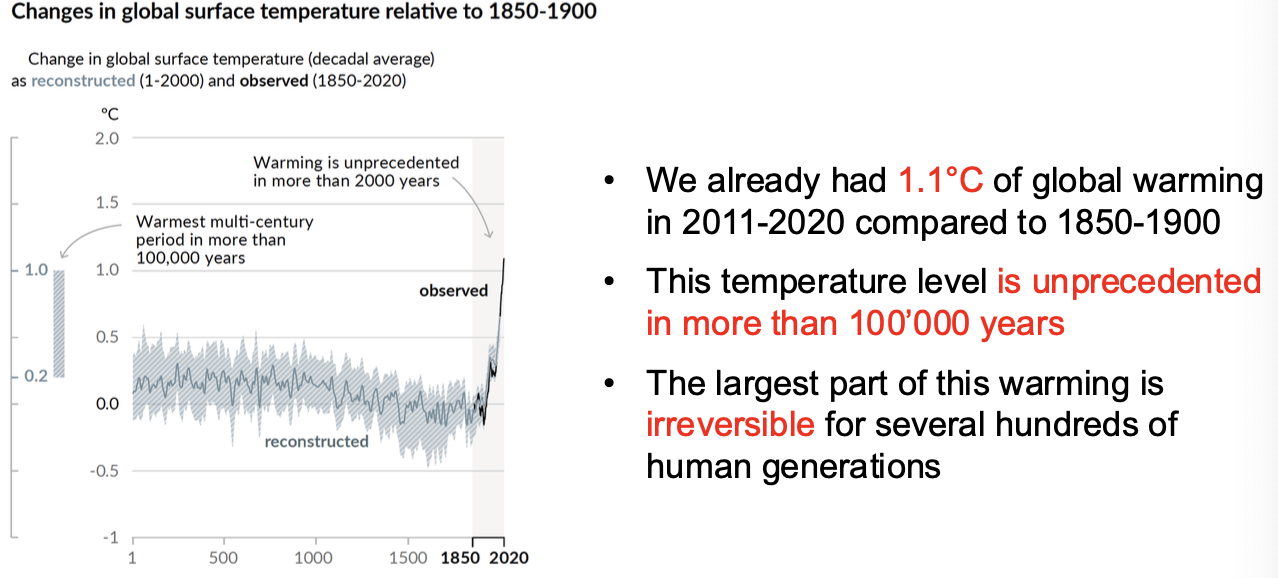 Changes in global surface temperature relative to 1850-1900
Change in global surface temperature (decadal average)
as reconstructed (1-2000) and observed (1850-2020)
°C
2.0
1.5
1.0
0.5
0.0
-0.5
-1
1.0
0.2
Warming is unprecedented
in more than 2000 years
Warmest multi-century
period in more than
100,000 years
observed
reconstructed
1
500
1000
1500
1850
2020
• We already had 1.1°C of global warming
in 2011-2020 compared to 1850-1900
• This temperature level is unprecedented
in more than 100’000 years
• The largest part of this warming is
irreversible for several hundreds of
human generations